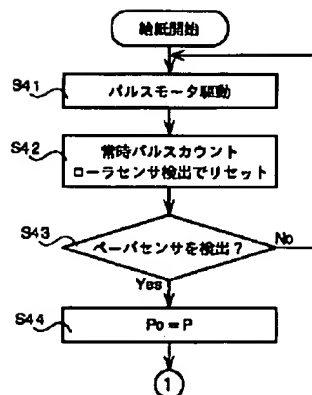 給紙開始
S41
パルスモータ駆動
S42
常時パルスカウント
ローラセンサ検出でリセット
S43
ペーパセンサを検出?
No
Yes
S44
Po=P
1